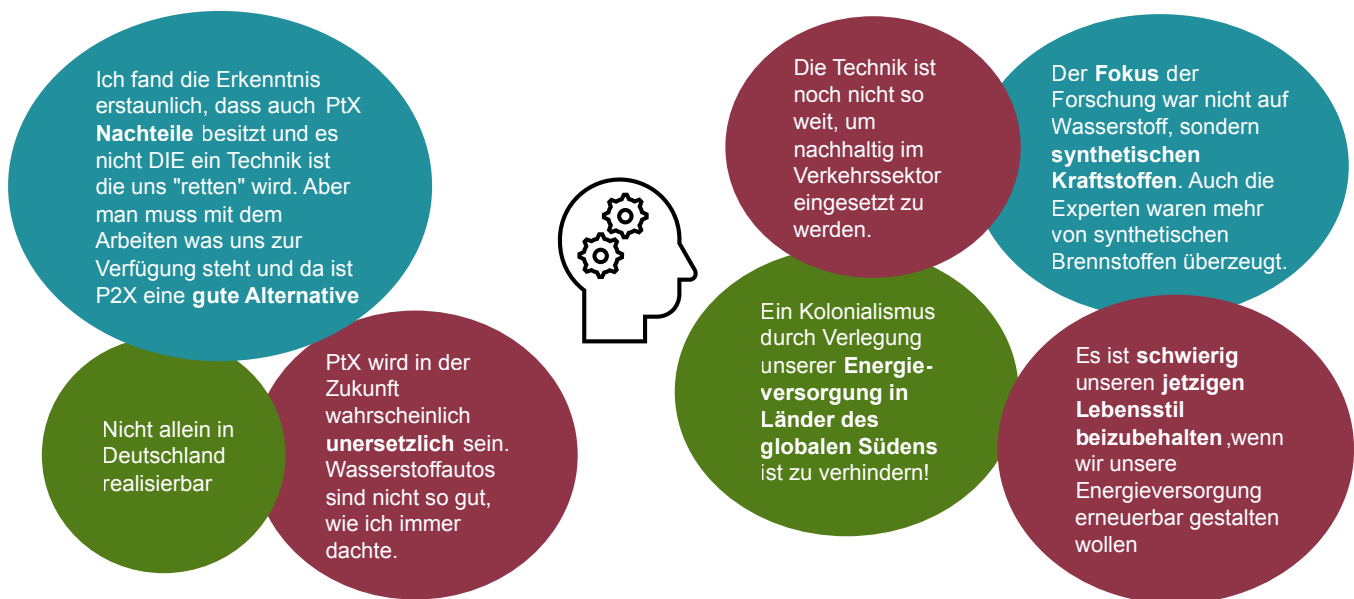 Ich fand die Erkenntnis
erstaunlich, dass auch PtX
Nachteile besitzt und es
nicht DIE ein Technik ist
die uns "retten" wird. Aber
man muss mit dem
Arbeiten was uns zur
Verfügung steht und da ist
P2X eine gute Alternative
Nicht allein in
Deutschland
realisierbar
PtX wird in der
Zukunft
wahrscheinlich
unersetzlich sein.
Wasserstoffautos
sind nicht so gut,
wie ich immer
dachte.
Die Technik ist
noch nicht so
weit, um
nachhaltig im
Verkehrssektor
eingesetzt zu
werden.
Der Fokus der
Forschung war nicht auf
Wasserstoff, sondern
synthetischen
Kraftstoffen. Auch die
Experten waren mehr
von synthetischen
Brennstoffen überzeugt.
Ein Kolonialismus
durch Verlegung
unserer Energie-
versorgung in
Länder des
globalen Südens
ist zu verhindern!
Es ist schwierig
unseren jetzigen
Lebensstil
beizubehalten ,wenn
wir unsere
Energieversorgung
erneuerbar gestalten
wollen